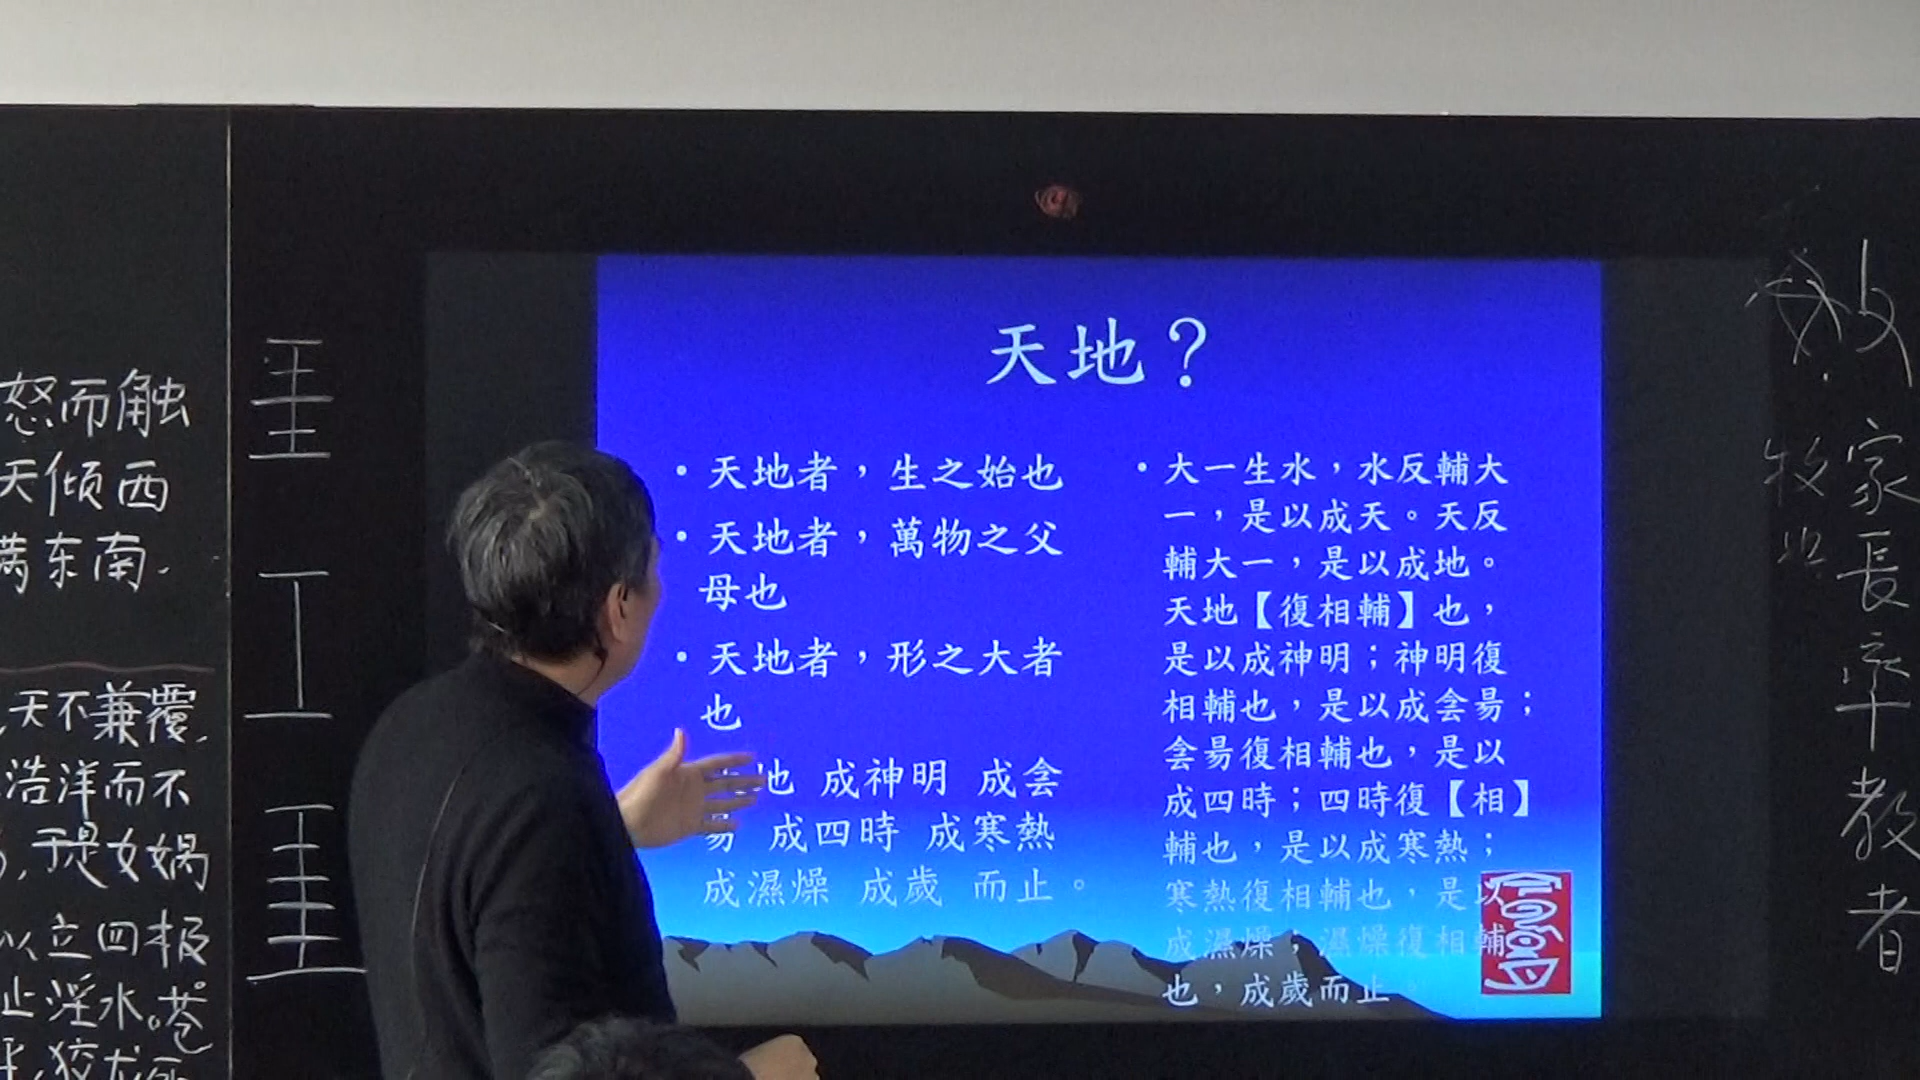 怒而触
天倾西
满东南.
天不兼覆,
浩洋而不
于是女娲
以立四极
止淫水。苍
狡龙
天地？
• 天地者，生之始也
• 天地者，萬物之父
母也
• 天地者，形之大者
也
地 成神明 成侌
昜 成四時 成寒熱
成濕燥 成歲 而止。
• 大一生水，水反輔大
一，是以成天。天反
輔大一，是以成地。
天地【復相輔】也，
是以成神明；神明復
相輔也，是以成侌昜；
侌昜復相輔也，是以
成四時；四時復【相】
輔也，是以成寒熱；
寒熱復相輔也，是以
成濕燥；濕燥復相輔
也，成歲而止。
家長率教者
牧